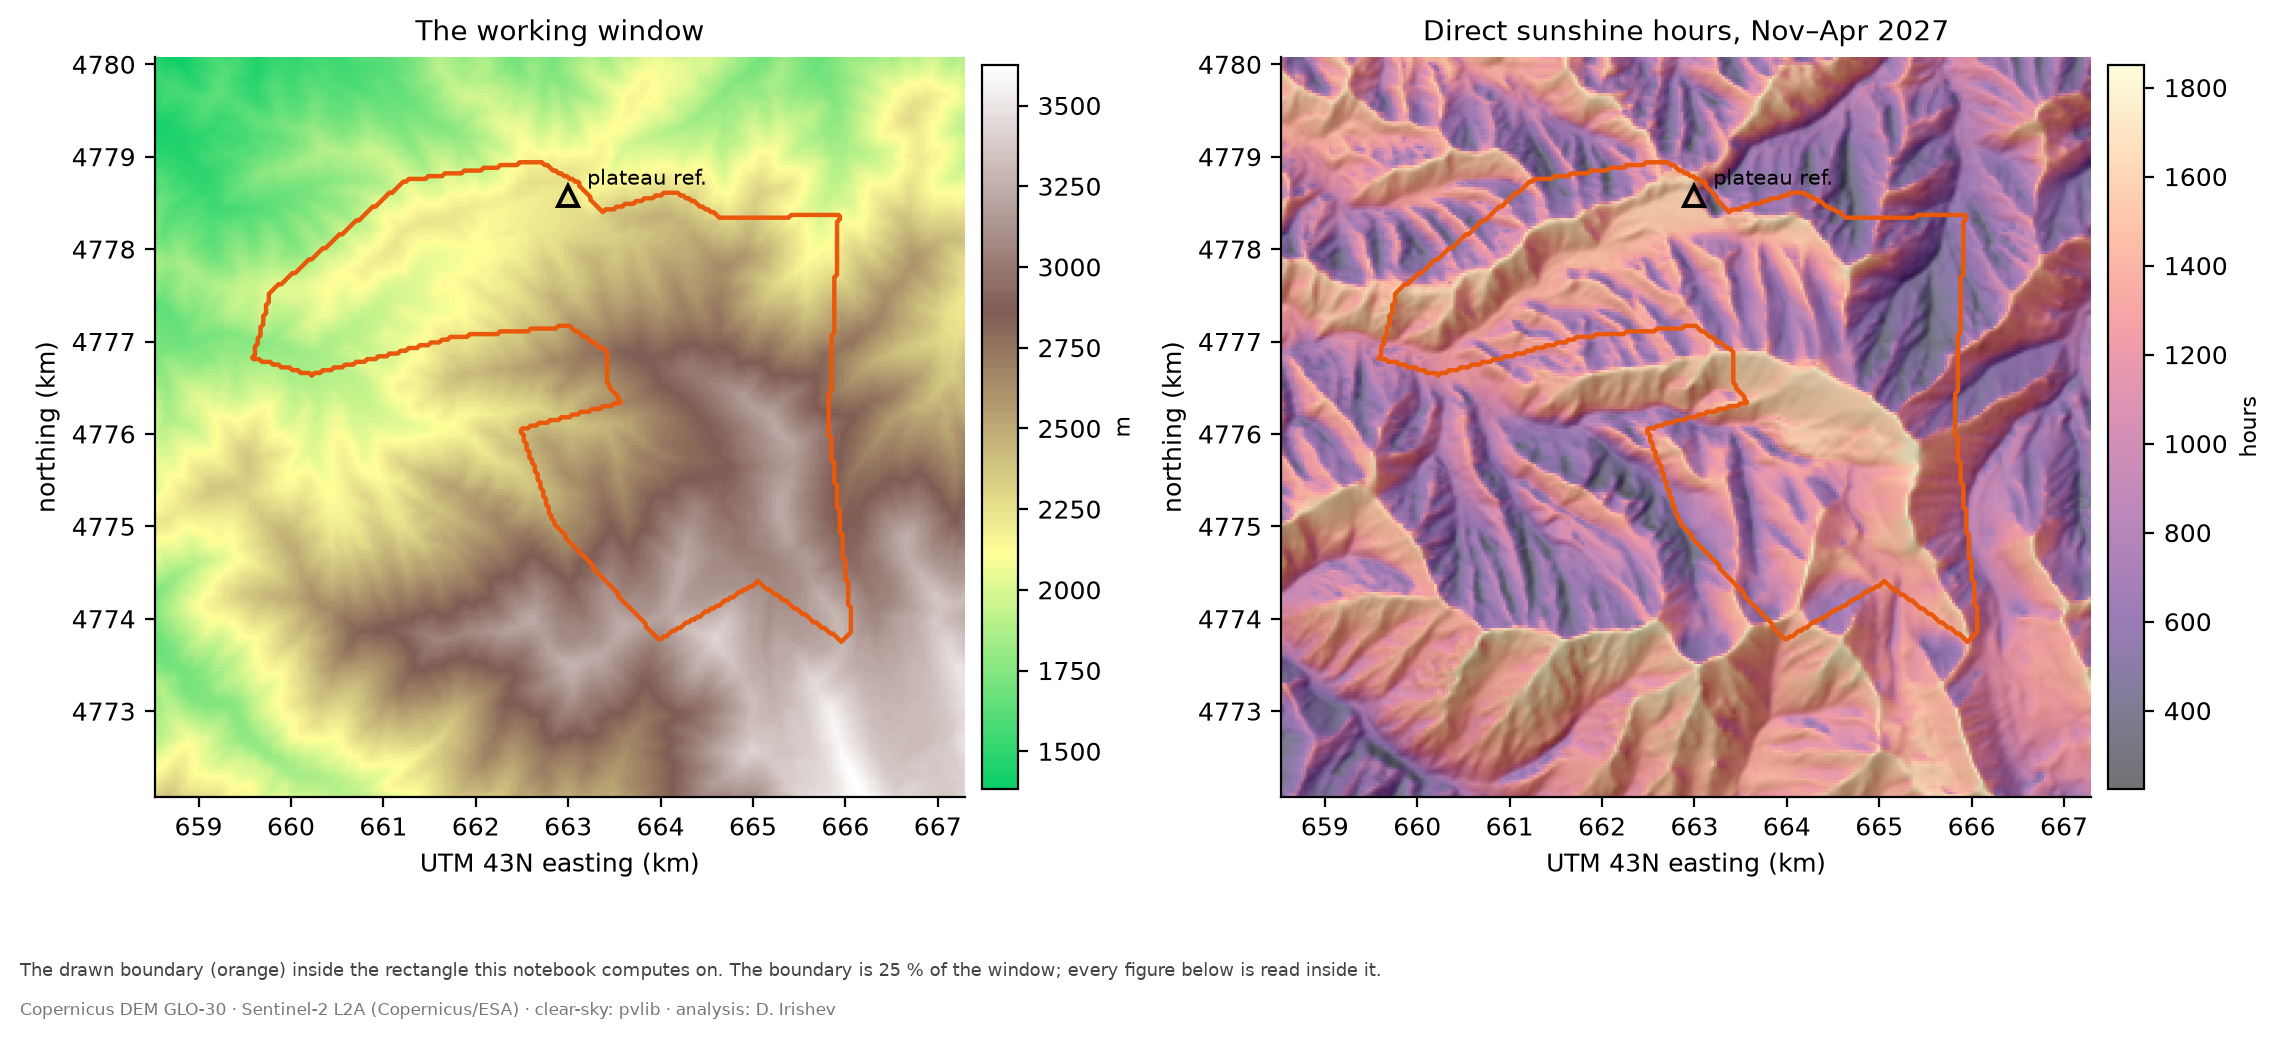 The working window
4780
4779
4778
4777
4776
4775
4774
4773
northing (km)
659 660 661 662 663 664 665 666 667
UTM 43N easting (km)
plateau ref.
3500
3250
3000
2750
2500
2250
2000
1750
1500
m
Direct sunshine hours, Nov–Apr 2027
4780
4779
4778
4777
4776
4775
4774
4773
northing (km)
659 660 661 662 663 664 665 666 667
UTM 43N easting (km)
plateau ref.
1800
1600
1400
1200
1000
800
600
400
hours
The drawn boundary (orange) inside the rectangle this notebook computes on. The boundary is 25 % of the window; every figure below is read inside it.
Copernicus DEM GLO-30 · Sentinel-2 L2A (Copernicus/ESA) · clear-sky: pvlib · analysis: D. Irishev